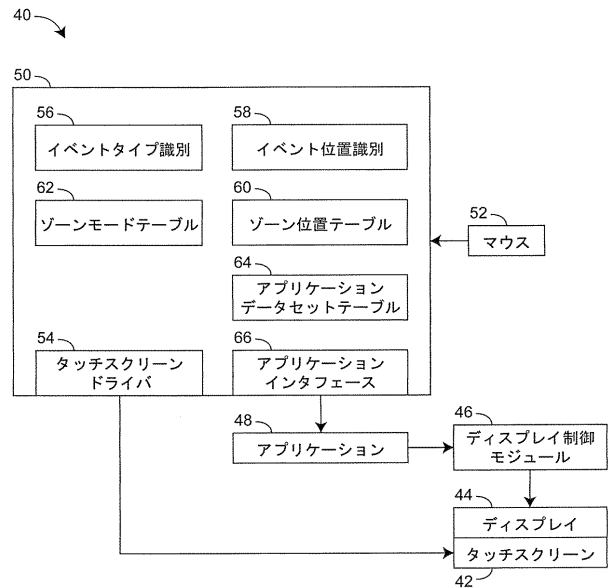 40
50
56
イベントタイプ識別
58
イベント位置識別
62
ゾーンモードテーブル
60
ゾーン位置テーブル
52
マウス
64
アプリケーション
データセットテーブル
54
タッチスクリーン
ドライバ
66
アプリケーション
インタフェース
48
アプリケーション
46
ディスプレイ制御
モジュール
44
ディスプレイ
タッチスクリーン
42